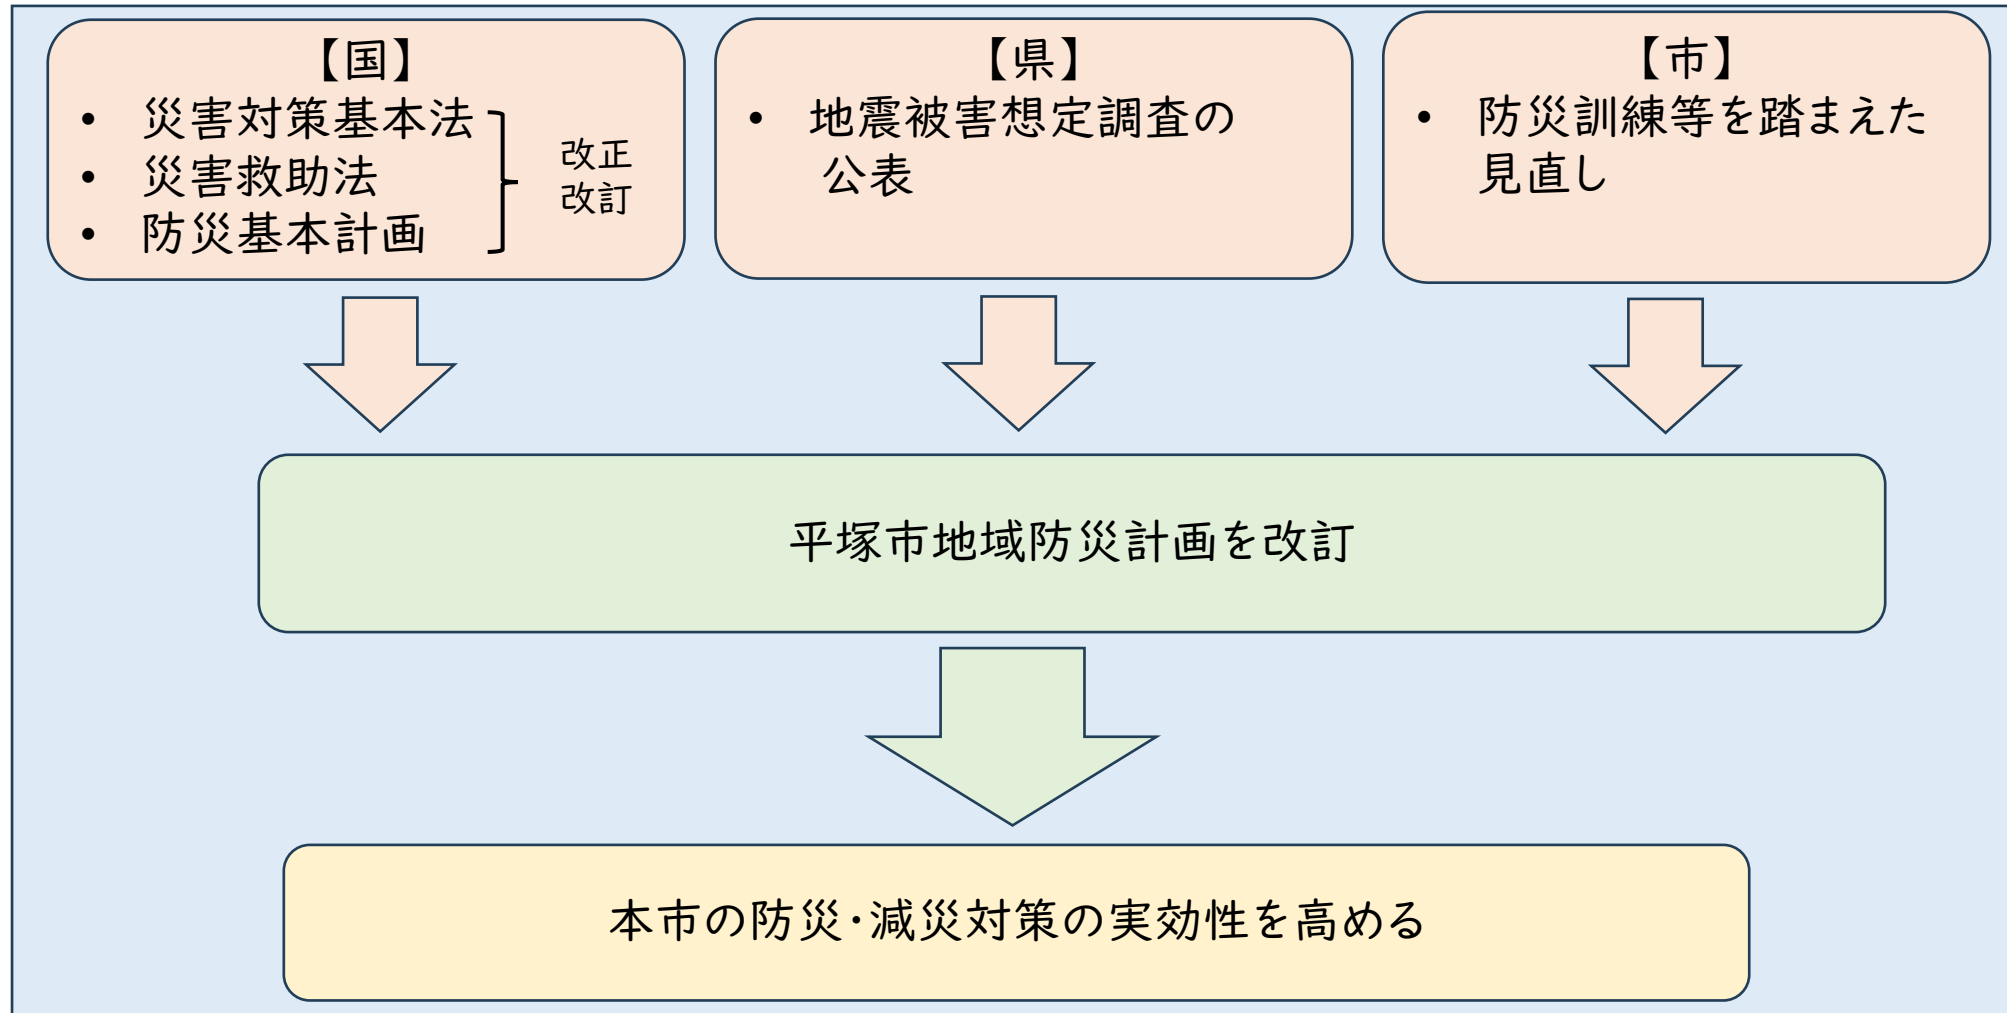 【国】
• 災害対策基本法
• 災害救助法
• 防災基本計画
改正
改訂
【県】
• 地震被害想定調査の
公表
【市】
• 防災訓練等を踏まえた
見直し
平塚市地域防災計画を改訂
本市の防災・減災対策の実効性を高める